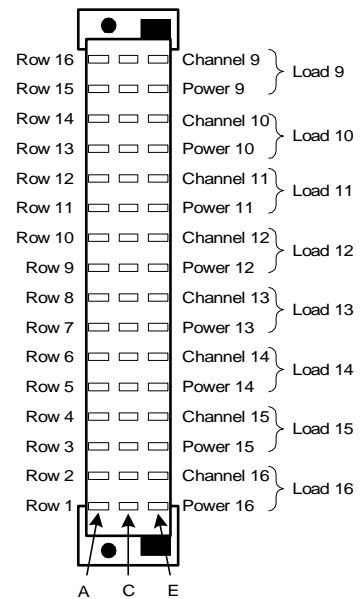 Row 16 Channel 9 Load 9
Row 15 Power 9
Row 14 Channel 10 Load 10
Row 13 Power 10
Row 12 Channel 11 Load 11
Row 11 Power 11
Row 10 Channel 12 Load 12
Row 9 Power 12
Row 8 Channel 13 Load 13
Row 7 Power 13
Row 6 Channel 14 Load 14
Row 5 Power 14
Row 4 Channel 15 Load 15
Row 3 Power 15
Row 2 Channel 16 Load 16
Row 1 Power 16
A C E